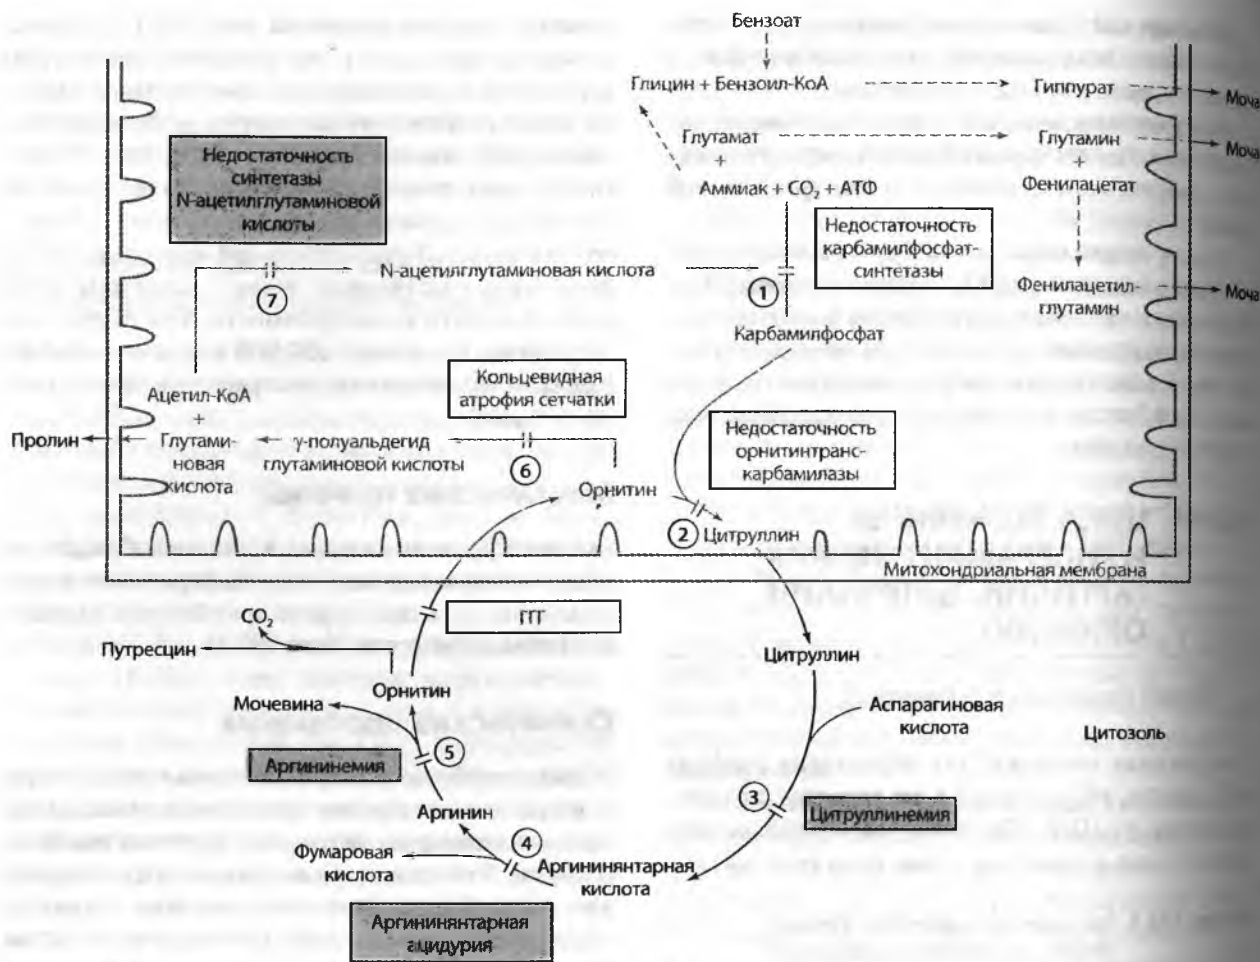 Бензоат
Глицин + Бензоил-КоА
Гиппурат
Моча
Недостаточность
синтетазы
N-ацетилглутаминовой
кислоты
Глутамат
Глутамин
Моча
+
+
Аммиак + CO₂ + АТФ
Фенилацетат
Недостаточность
карбамилфосфат-
синтетазы
N-ацетилглутаминовая кислота
7
1
Фенилацетил-
глутамин
Моча
Карбамилфосфат
Кольцевидная
атрофия сетчатки
Ацетил-КоА
+
Пролин
Глутами-
новая
кислота
γ-полуальдегид
глутаминовой кислоты
6
Недостаточность
орнитинтранс-
карбамилазы
Орнитин
2
Цитруллин
Митохондриальная мембрана
CO₂
ГГГ
Путресцин
Цитруллин
Орнитин
Мочевина
Аспарагиновая
кислота
Цитозоль
5
Аргининемия
3
Цитруллинемия
Аргинин
4
Фумаровая
кислота
Аргининянтарная
кислота
Аргининянтарная
ацидурия